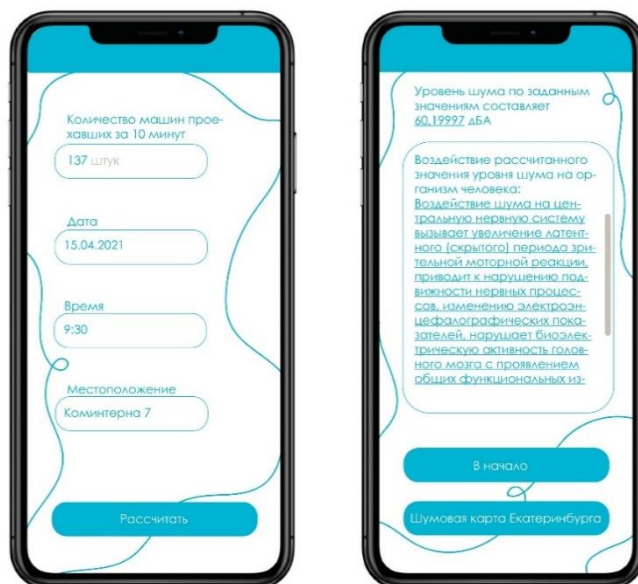 Количество машин прое-
хавших за 10 минут
137 штук
Дата
15.04.2021
Время
9:30
Местоположение
Коминтерна 7
Рассчитать
Уровень шума по заданным
значениям составляет
60,19997 дБА
Воздействие рассчитанного
значения уровня шума на ор-
ганизм человека:
Воздействие шума на цен-
тральную нервную систему
вызывает увеличение латент-
ного (скрытого) периода зри-
тельной моторной реакции,
приводит к нарушению под-
вижности нервных процес-
сов, изменению электроэн-
цефалографических пока-
зателей, нарушает биоэлек-
трическую активность голов-
ного мозга с проявлением
общих функциональных из-
В начало
Шумовая карта Екатеринбурга